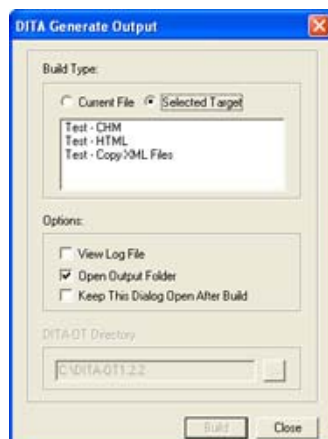 DITA Generate Output
Build Type:
Current File Selected Target
Test - CHM
Test - HTML
Test - Copy XML Files
Options:
View Log File
Open Output Folder
Keep This Dialog Open After Build
DITA-OT Directory
C:\DITA-OT1.2.2
...
Build Close